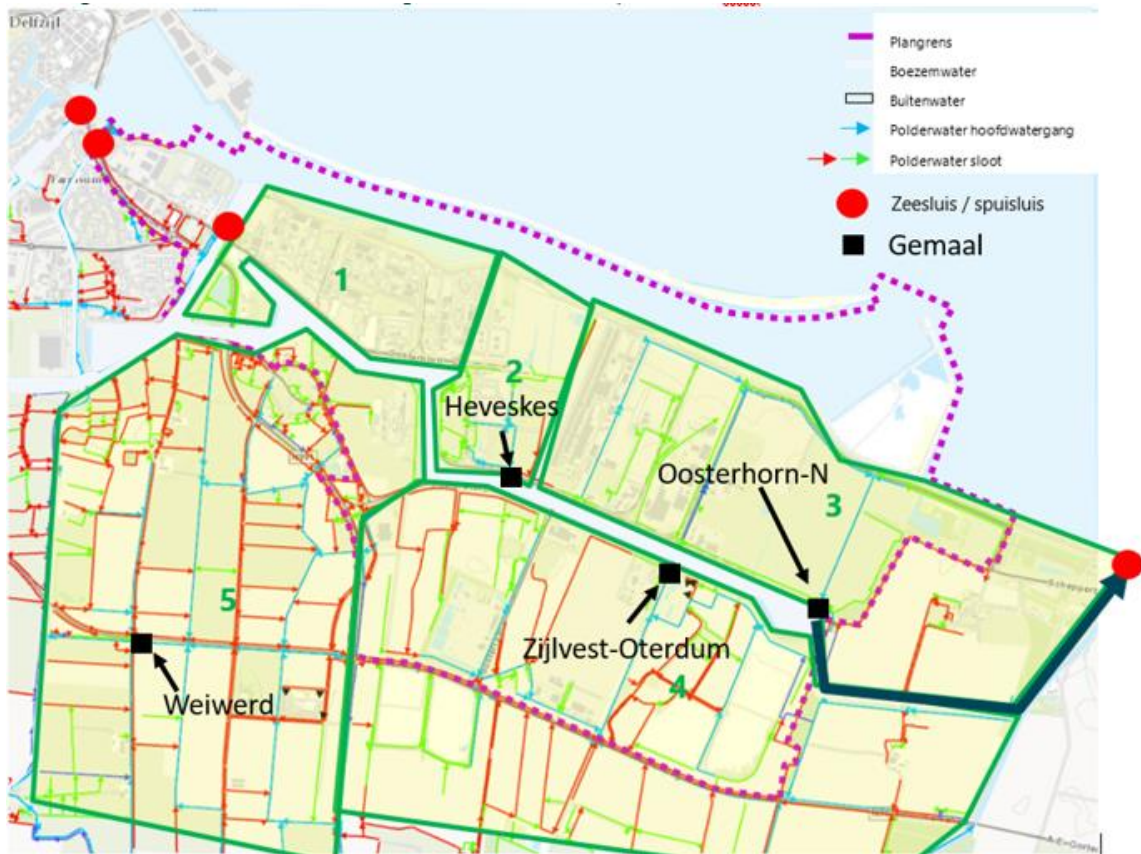 Delfzijl
Plangrens
Boezemwater
Buitenwater
Polderwater hoofdwatergang
Polderwater sloot
Zeesluis / spuisluis
Gemaal
1
2
Heveskes
Oosterhorn-N
3
5
Zijlvest-Oterdum
4
Weiwerd